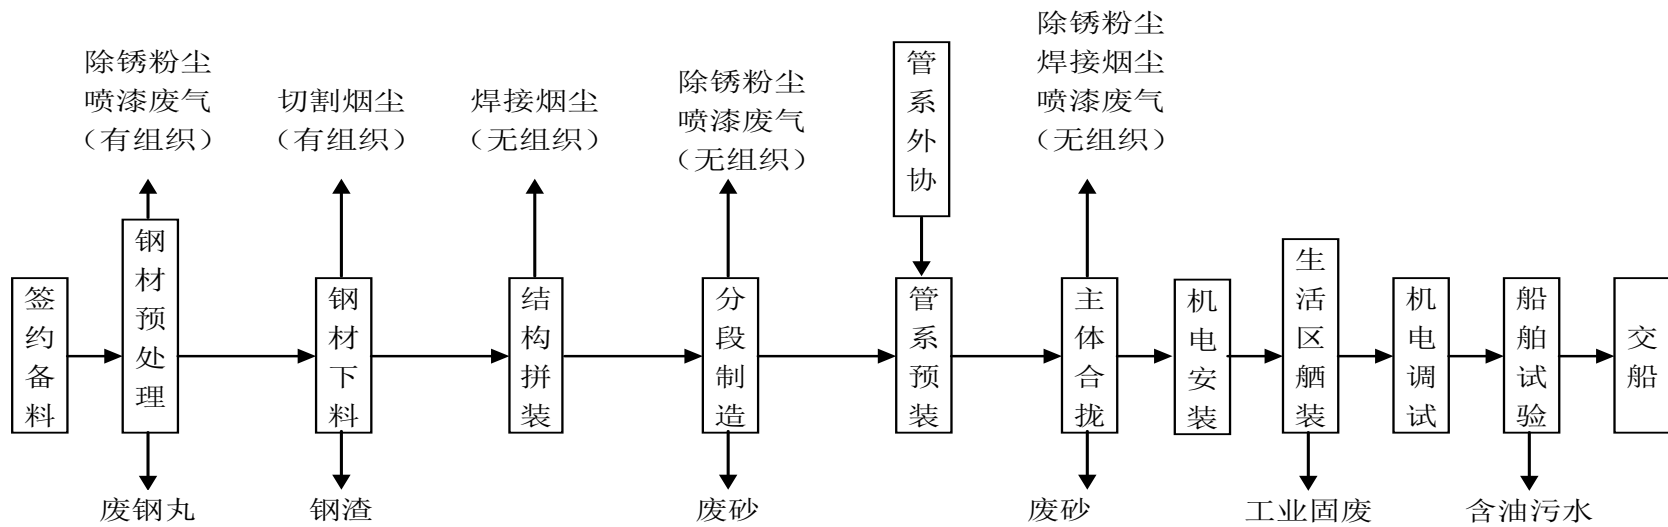 除锈粉尘
喷漆废气
（有组织）
切割烟尘
（有组织）
焊接烟尘
（无组织）
除锈粉尘
喷漆废气
（无组织）
管系外协
除锈粉尘
焊接烟尘
喷漆废气
（无组织）
签约备料
钢材预处理
钢材下料
结构拼装
分段制造
管系预装
主体合拢
机电安装
生活区舾装
机电调试
船舶试验
交船
废钢丸
钢渣
废砂
废砂
工业固废
含油污水